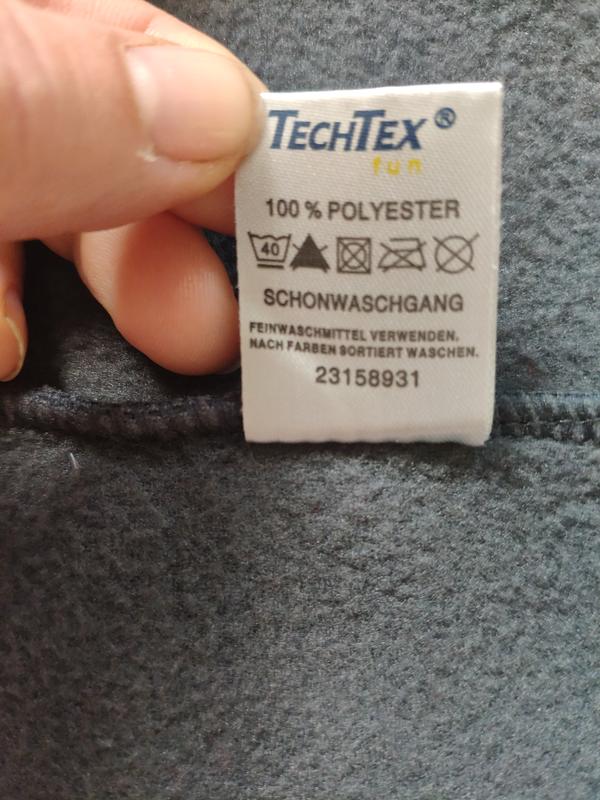 TECHTEX®
fun
100 % POLYESTER
40
SCHONWASCHGANG
FEINWASCHMITTEL VERWENDEN.
NACH FARBEN SORTIERT WASCHEN.
23158931